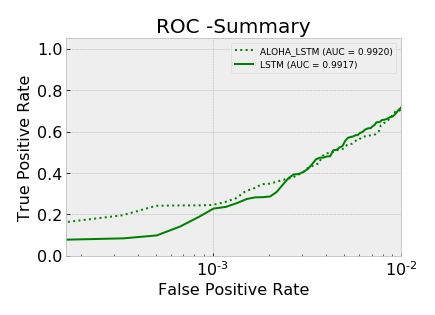 ROC -Summary
ALOHA_LSTM (AUC = 0.9920)
LSTM (AUC = 0.9917)
True Positive Rate
1.0
0.8
0.6
0.4
0.2
0.0
10⁻³
10⁻²
False Positive Rate